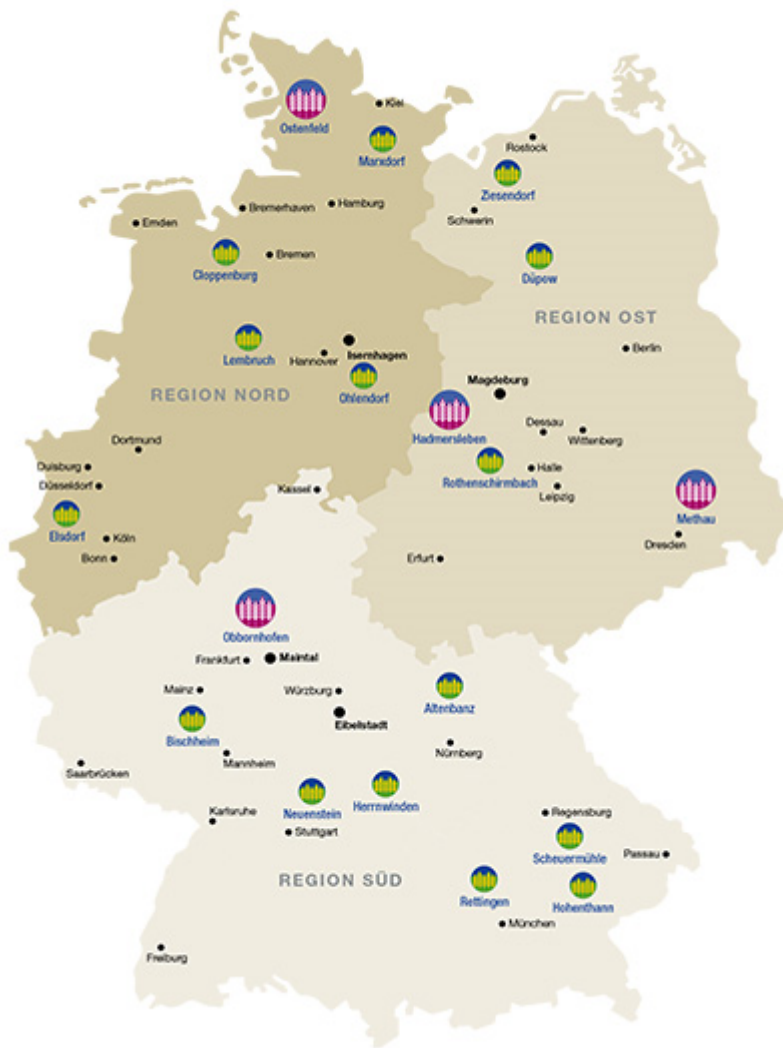 Kiel
Ostenfeld
Marxdorf
Rostock
Ziesendorf
Bremerhaven
Hamburg
Schwerin
Emden
Bremen
Cloppenburg
Düpow
REGION OST
Lembruch
Hannover
Isernhagen
Berlin
Ohlendorf
Magdeburg
REGION NORD
Hadmersleben
Dessau
Wittenberg
Dortmund
Duisburg
Halle
Rothenschirmbach
Düsseldorf
Kassel
Leipzig
Methau
Elsdorf
Köln
Dresden
Bonn
Erfurt
Obbornhofen
Frankfurt
Maintal
Mainz
Würzburg
Altenbanz
Eibelstadt
Bischheim
Nürnberg
Mannheim
Saarbrücken
Neuenstein
Herrnwinden
Karlsruhe
Regensburg
Stuttgart
Scheuermühle
Passau
REGION SÜD
Rettingen
Hohenthann
München
Freiburg